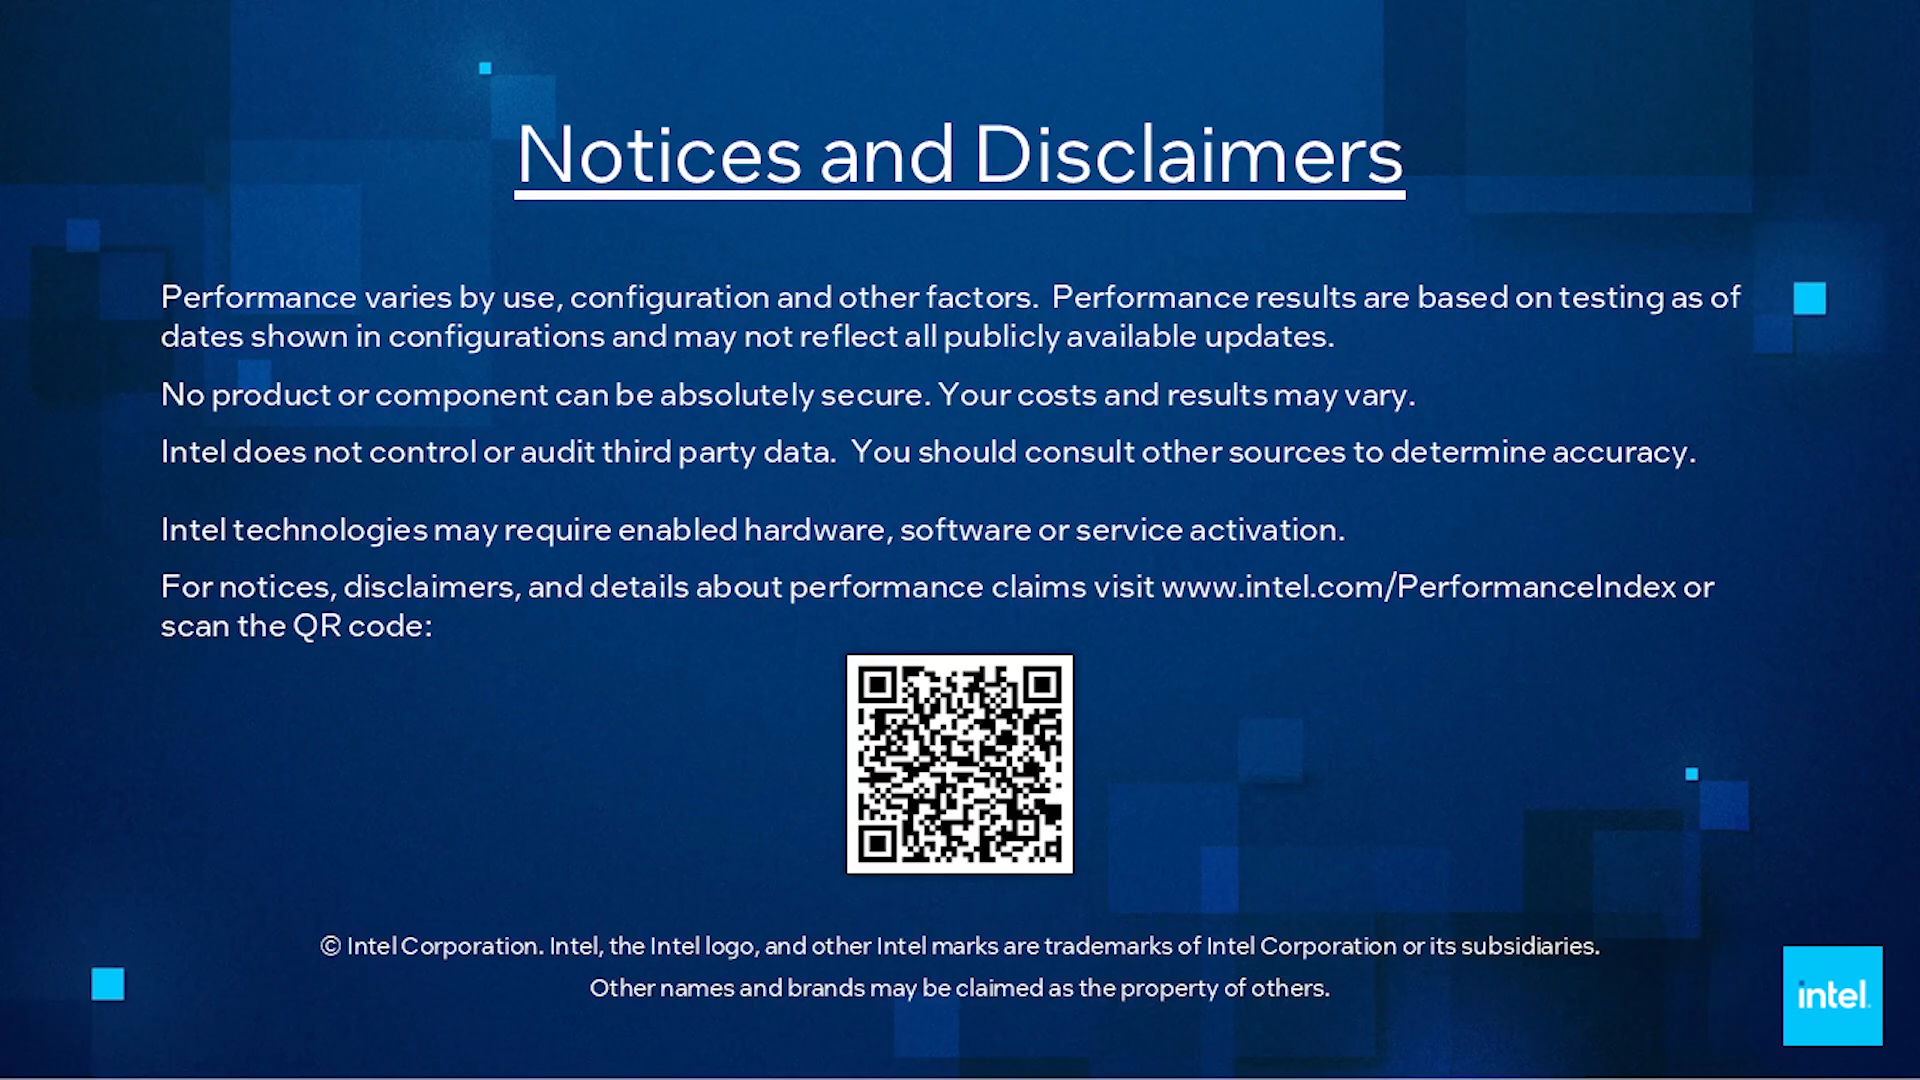 Notices and Disclaimers
Performance varies by use, configuration and other factors.  Performance results are based on testing as of
dates shown in configurations and may not reflect all publicly available updates.
No product or component can be absolutely secure. Your costs and results may vary.
Intel does not control or audit third party data.  You should consult other sources to determine accuracy.
Intel technologies may require enabled hardware, software or service activation.
For notices, disclaimers, and details about performance claims visit www.intel.com/PerformanceIndex or
scan the QR code:
© Intel Corporation. Intel, the Intel logo, and other Intel marks are trademarks of Intel Corporation or its subsidiaries.
Other names and brands may be claimed as the property of others.
intel.